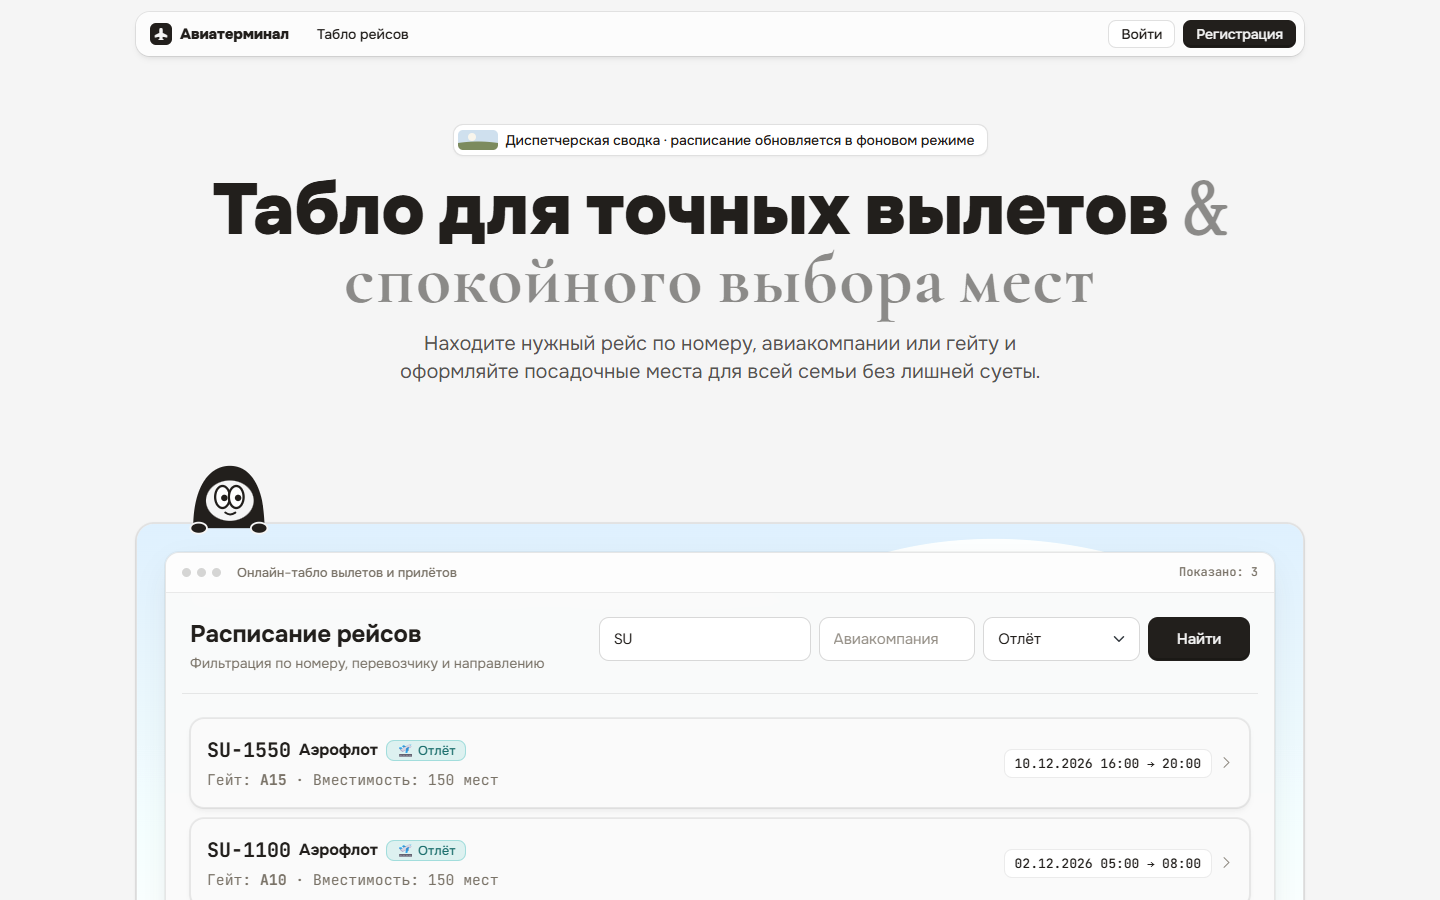 Авиатерминал
Табло рейсов
Войти
Регистрация
Диспетчерская сводка · расписание обновляется в фоновом режиме
Табло для точных вылетов &
спокойного выбора мест
Находите нужный рейс по номеру, авиакомпании или гейту и
оформляйте посадочные места для всей семьи без лишней суеты.
Онлайн-табло вылетов и прилётов
Показано: 3
Расписание рейсов
Фильтрация по номеру, перевозчику и направлению
SU
Авиакомпания
Отлёт
Найти
SU-1550 Аэрофлот Отлёт
Гейт: A15 · Вместимость: 150 мест
10.12.2026 16:00 → 20:00
SU-1100 Аэрофлот Отлёт
Гейт: A10 · Вместимость: 150 мест
02.12.2026 05:00 → 08:00